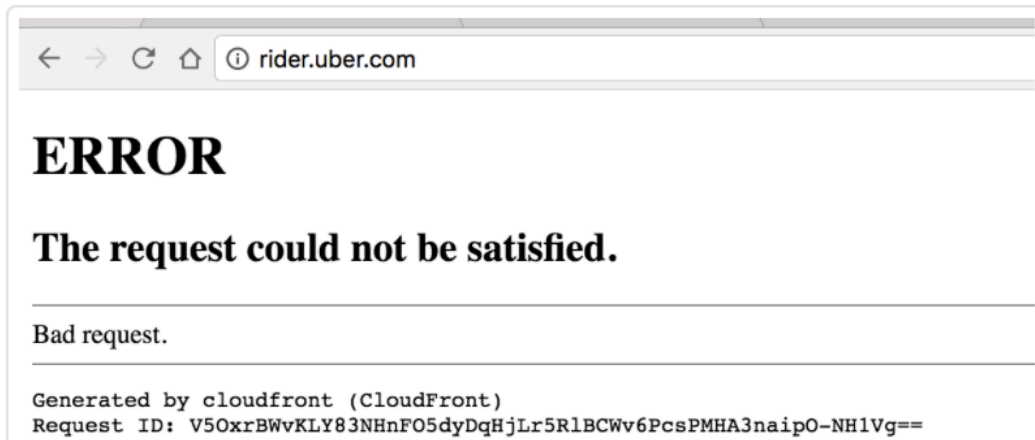 rider.uber.com
ERROR
The request could not be satisfied.
Bad request.
Generated by cloudfront (CloudFront)
Request ID: V5OxrBWvKLY83NHnFO5dyDqHjLr5RlBCWv6PcsPMHA3naipO-NH1Vg==